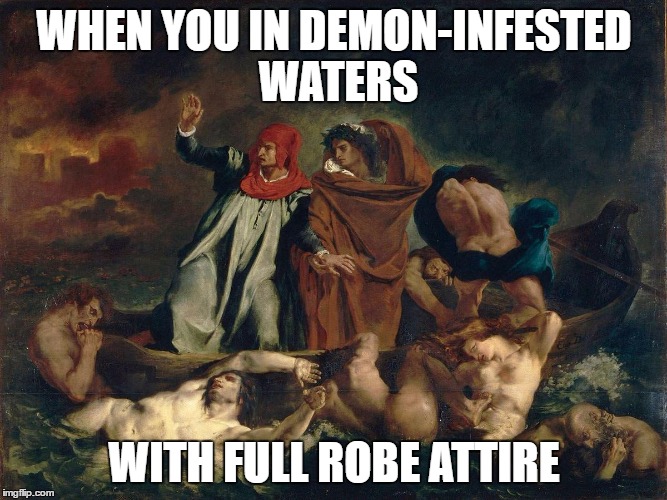 WHEN YOU IN DEMON-INFESTED
WATERS
WITH FULL ROBE ATTIRE
imgflip.com